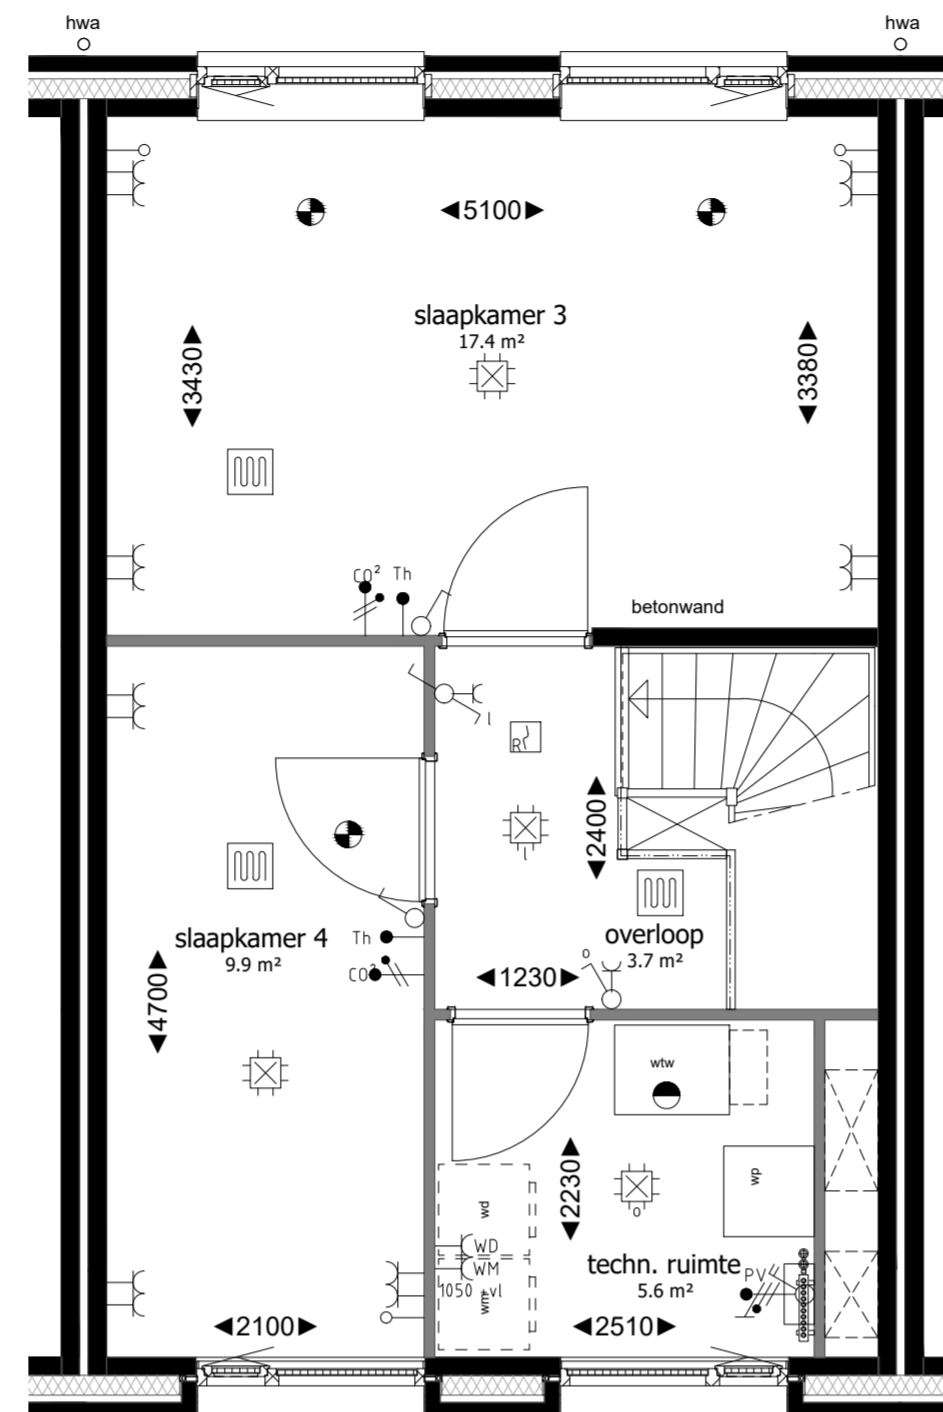 hwa
hwa
5100
slaapkamer 3
17.4 m²
3430
3380
CO² Th
betonwand
l
R
2400
l
slaapkamer 4
9.9 m²
Th
CO²
overloop
3.7 m²
o
4700
1230
wtw
wp
2230
o
wd
WD
WM
1050+vl
wm
techn. ruimte
5.6 m²
PV
2100
2510